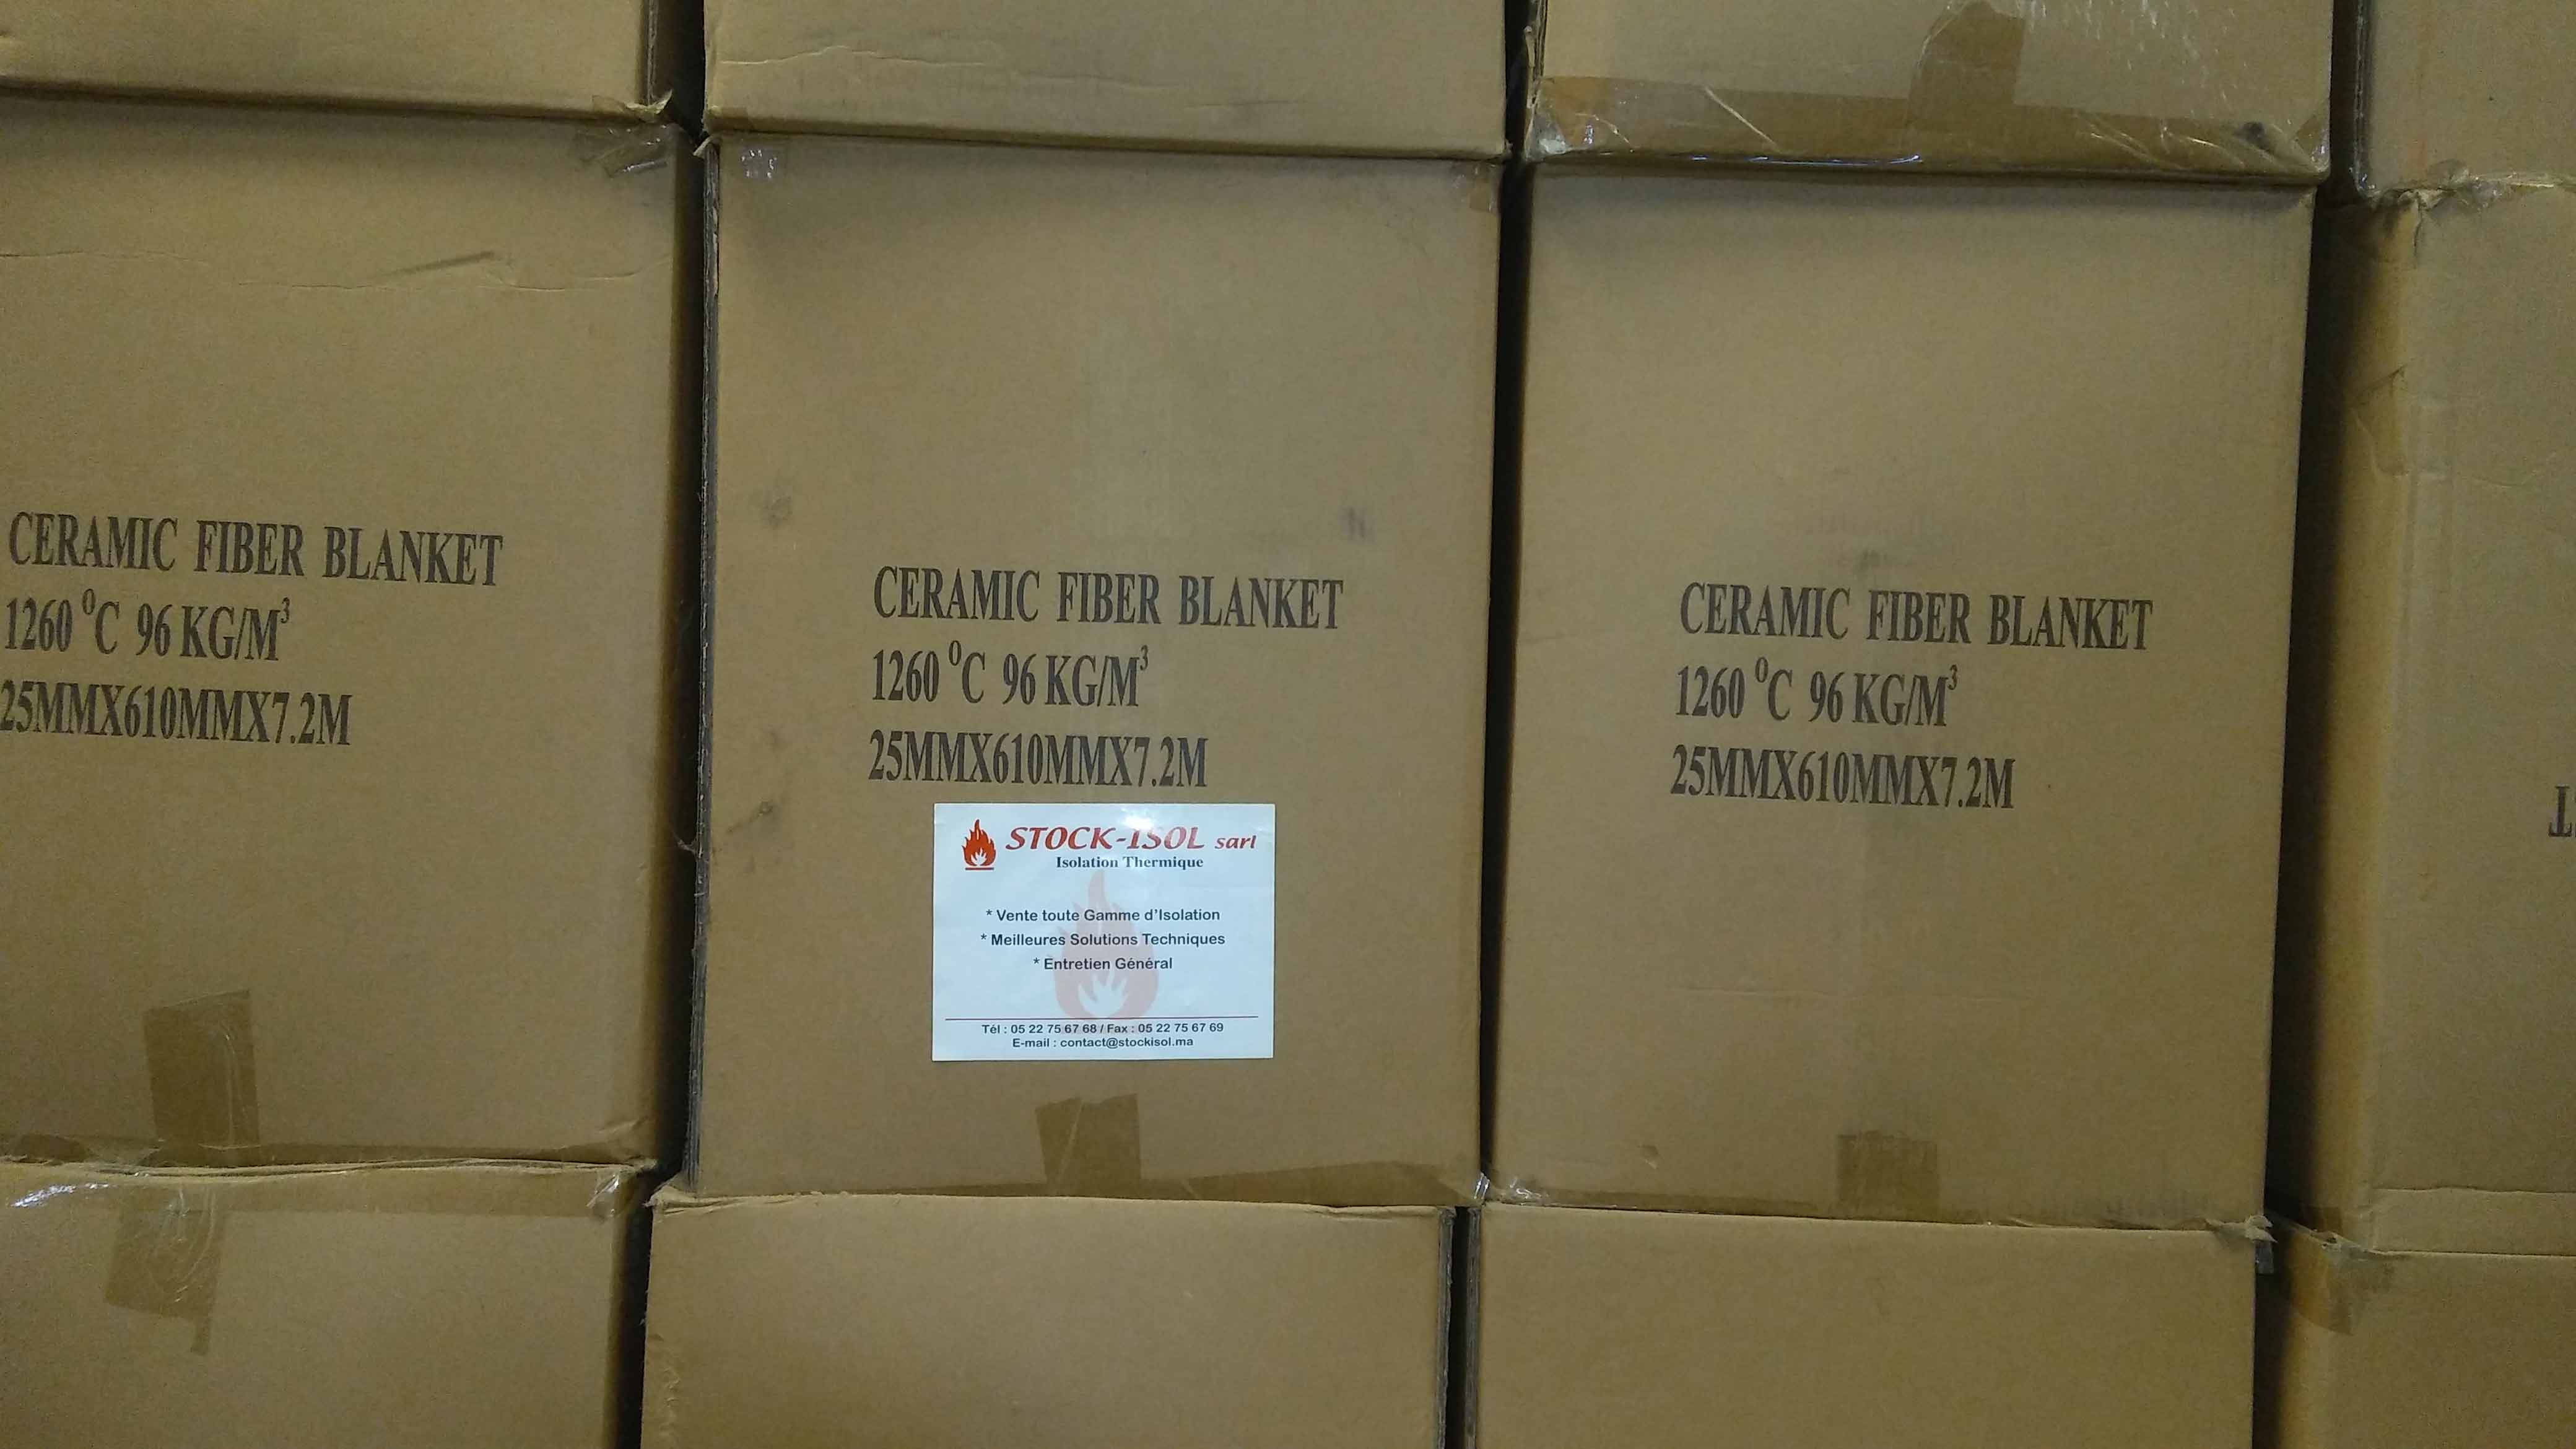 CERAMIC FIBER BLANKET
1260 ⁰C 96 KG/M³
25MMX610MMX7.2M
CERAMIC FIBER BLANKET
1260 ⁰C 96 KG/M³
25MMX610MMX7.2M
STOCK-ISOL sarl
Isolation Thermique
* Vente toute Gamme d'Isolation
* Meilleures Solutions Techniques
* Entretien Général
Tél : 05 22 75 67 68 / Fax : 05 22 75 67 69
E-mail : contact@stockisol.ma
CERAMIC FIBER BLANKET
1260 ⁰C 96 KG/M³
25MMX610MMX7.2M